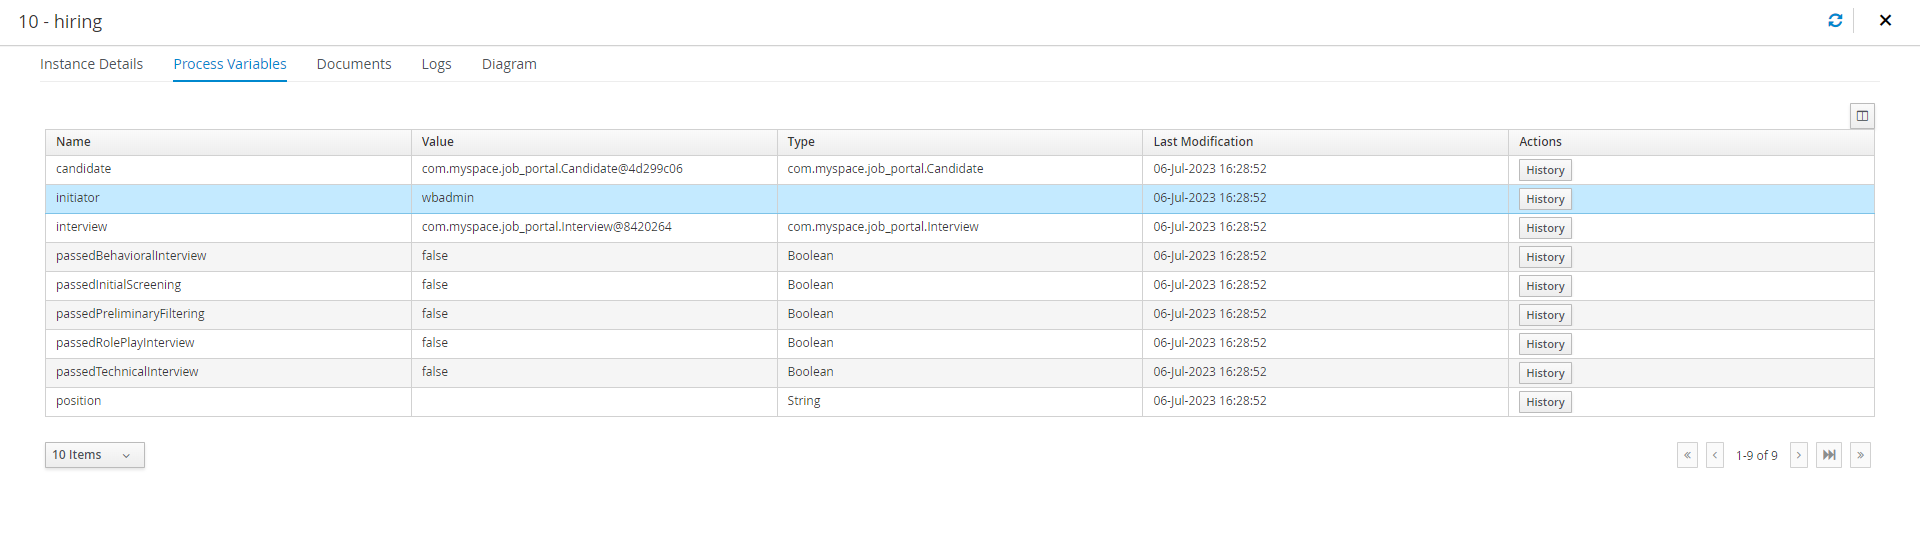 10 - hiring
Instance Details Process Variables Documents Logs Diagram
Name Value Type Last Modification Actions
candidate com.myspace.job_portal.Candidate@4d299c06 com.myspace.job_portal.Candidate 06-Jul-2023 16:28:52 History
initiator wbadmin 06-Jul-2023 16:28:52 History
interview com.myspace.job_portal.Interview@8420264 com.myspace.job_portal.Interview 06-Jul-2023 16:28:52 History
passedBehavioralInterview false Boolean 06-Jul-2023 16:28:52 History
passedInitialScreening false Boolean 06-Jul-2023 16:28:52 History
passedPreliminaryFiltering false Boolean 06-Jul-2023 16:28:52 History
passedRolePlayInterview false Boolean 06-Jul-2023 16:28:52 History
passedTechnicalInterview false Boolean 06-Jul-2023 16:28:52 History
position String 06-Jul-2023 16:28:52 History
10 Items 1-9 of 9